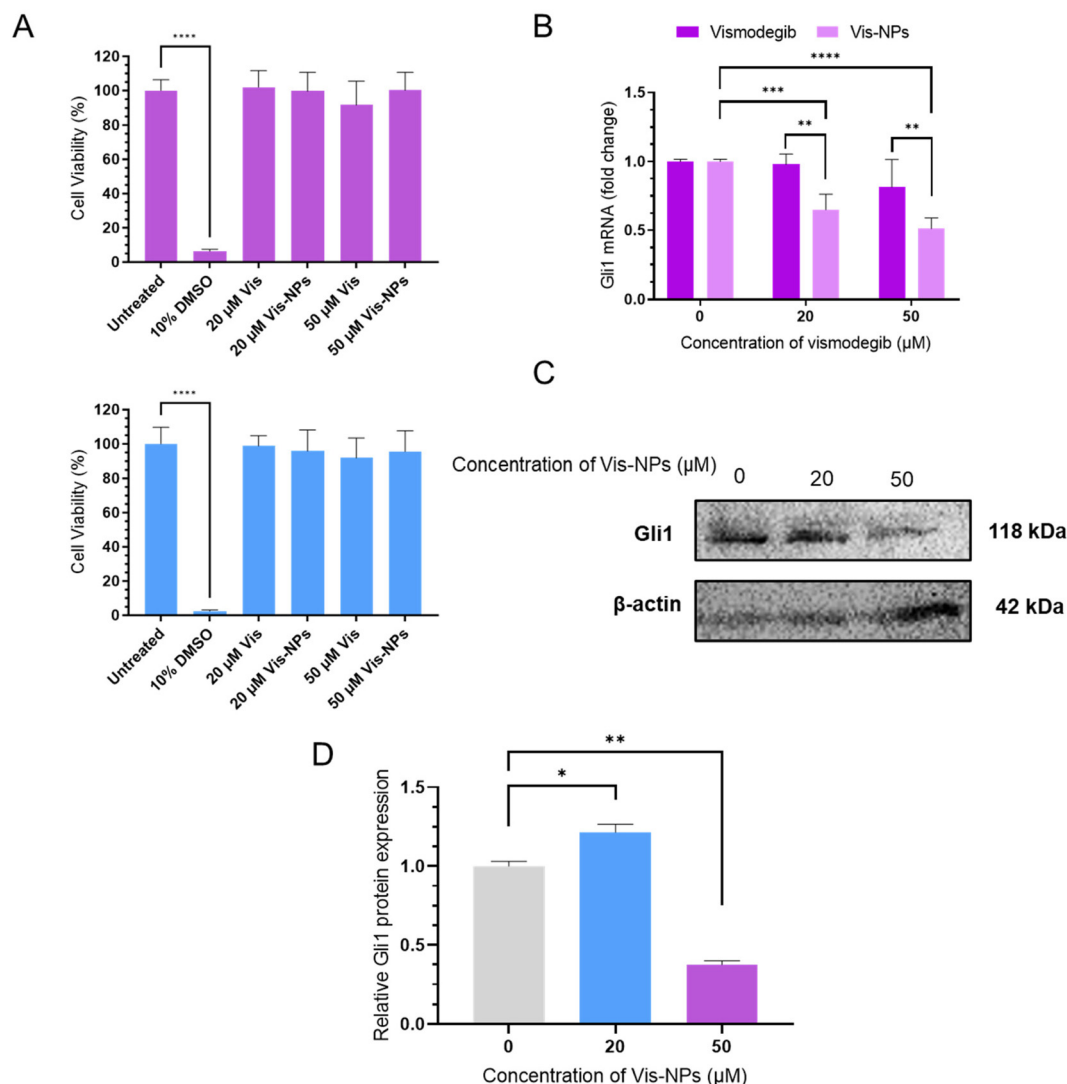 A
****
Cell Viability (%)
120
100
80
60
40
20
0
Untreated
10% DMSO
20 µM Vis
20 µM Vis-NPs
50 µM Vis
50 µM Vis-NPs
B
Vismodegib
Vis-NPs
****
***
**
**
Gli1 mRNA (fold change)
1.5
1.0
0.5
0.0
0
20
50
Concentration of vismodegib (µM)
****
Cell Viability (%)
120
100
80
60
40
20
0
Untreated
10% DMSO
20 µM Vis
20 µM Vis-NPs
50 µM Vis
50 µM Vis-NPs
C
Concentration of Vis-NPs (µM)
0
20
50
Gli1
118 kDa
β-actin
42 kDa
D
**
*
Relative Gli1 protein expression
1.5
1.0
0.5
0.0
0
20
50
Concentration of Vis-NPs (µM)